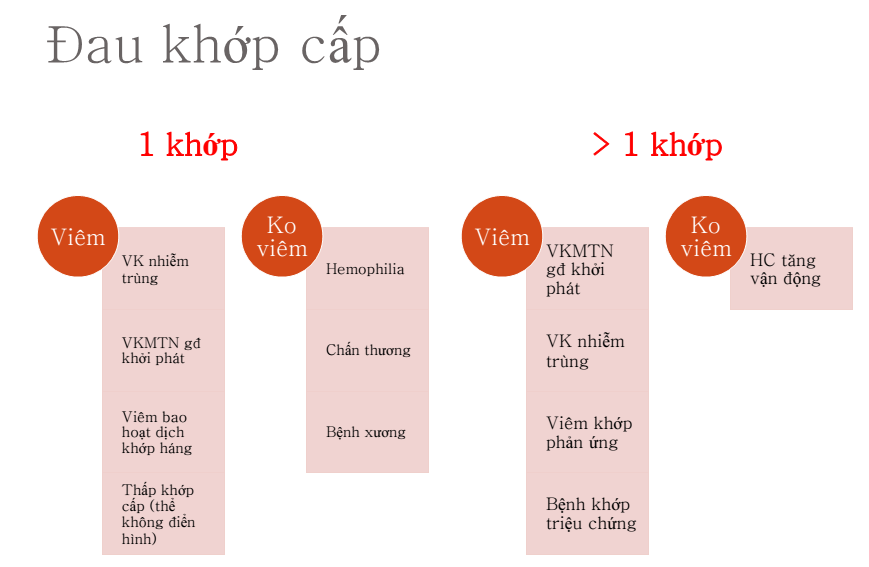 Đau khớp cấp
1 khớp
> 1 khớp
Viêm
VK nhiễm
trùng
VKMTN gđ
khởi phát
Viêm bao
hoạt dịch
khớp háng
Thấp khớp
cấp (thể
không điển
hình)
Ko
viêm
Hemophilia
Chấn thương
Bệnh xương
Viêm
VKMTN
gđ khởi
phát
VK nhiễm
trùng
Viêm khớp
phản ứng
Bệnh khớp
triệu chứng
Ko
viêm
HC tăng
vận động